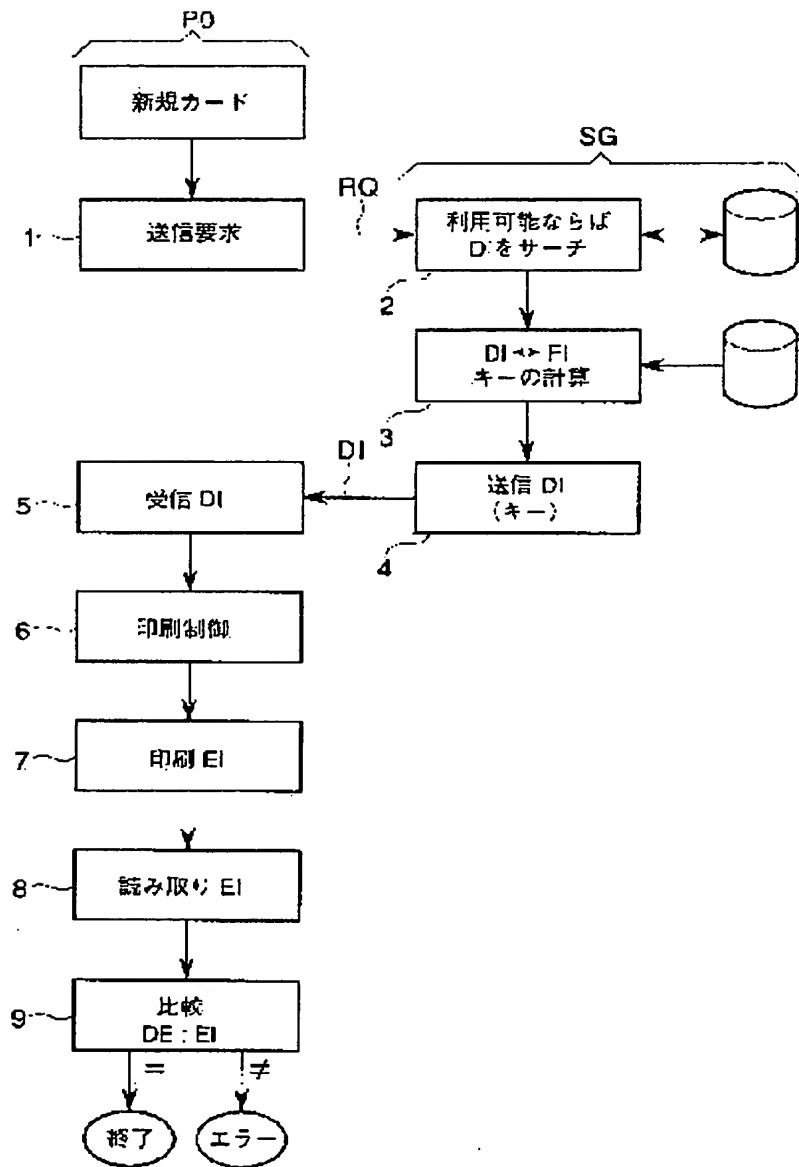 PO
新規カード
SG
RQ
1
送信要求
利用可能ならば
DIをサーチ
2
DI ↔ FI
キーの計算
3
DI
5
受信 DI
送信 DI
(キー)
4
6
印刷制御
7
印刷 EI
8
読み取り EI
9
比較
DE : EI
= ≠
終了 エラー